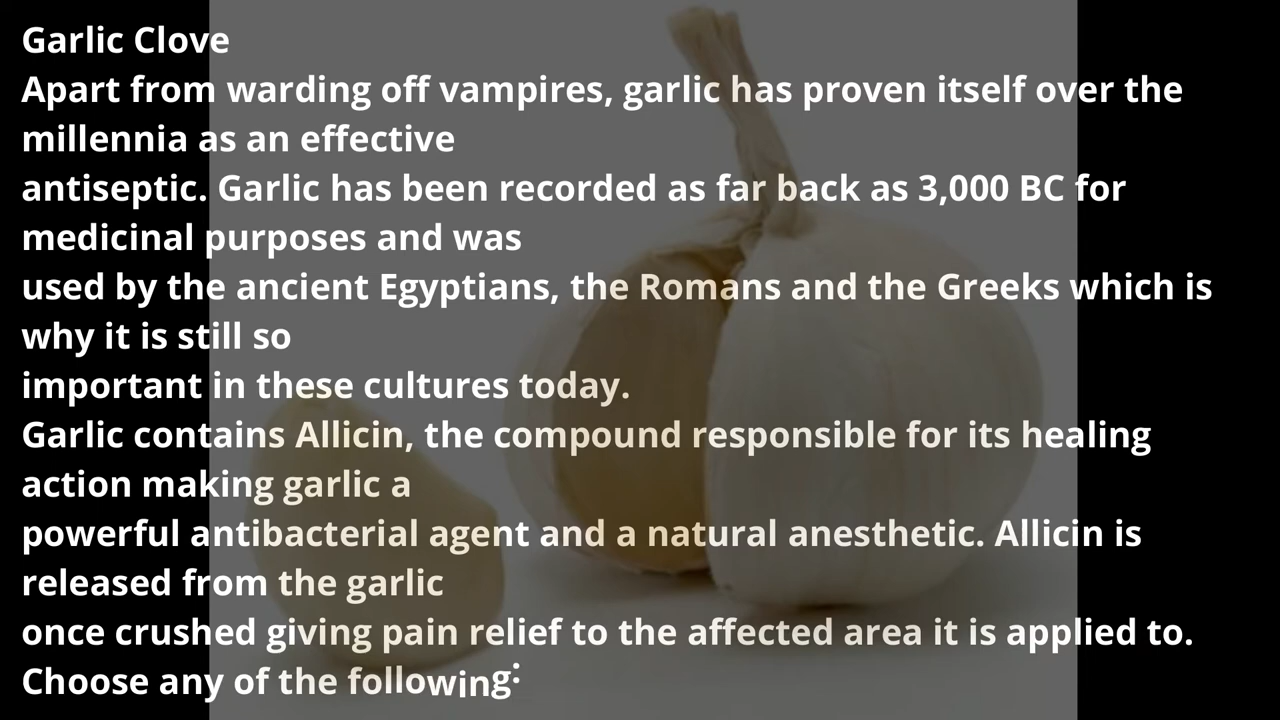 Garlic Clove
Apart from warding off vampires, garlic has proven itself over the
millennia as an effective
antiseptic. Garlic has been recorded as far back as 3,000 BC for
medicinal purposes and was
used by the ancient Egyptians, the Romans and the Greeks which is
why it is still so
important in these cultures today.
Garlic contains Allicin, the compound responsible for its healing
action making garlic a
powerful antibacterial agent and a natural anesthetic. Allicin is
released from the garlic
once crushed giving pain relief to the affected area it is applied to.
Choose any of the following: